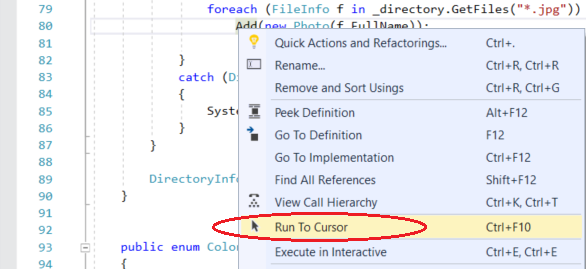 79 foreach (FileInfo f in _directory.GetFiles("*.jpg"))
80 Add(new Photo(f.FullName));
81 Quick Actions and Refactorings... Ctrl+.
82 } Rename... Ctrl+R, Ctrl+R
83 catch (Di Remove and Sort Usings Ctrl+R, Ctrl+G
84 {
85 Syste Peek Definition Alt+F12
86 } Go To Definition F12
87 } Go To Implementation Ctrl+F12
88 Find All References Shift+F12
89 DirectoryInfo
90 } View Call Hierarchy Ctrl+K, Ctrl+T
91
92 Run To Cursor Ctrl+F10
93 public enum Colo Execute in Interactive Ctrl+E, Ctrl+E
94 {